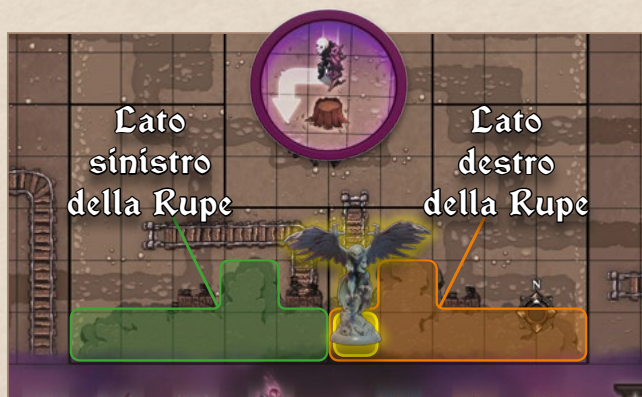 Lato
sinistro
della Rupe
Lato
destro
della Rupe
N